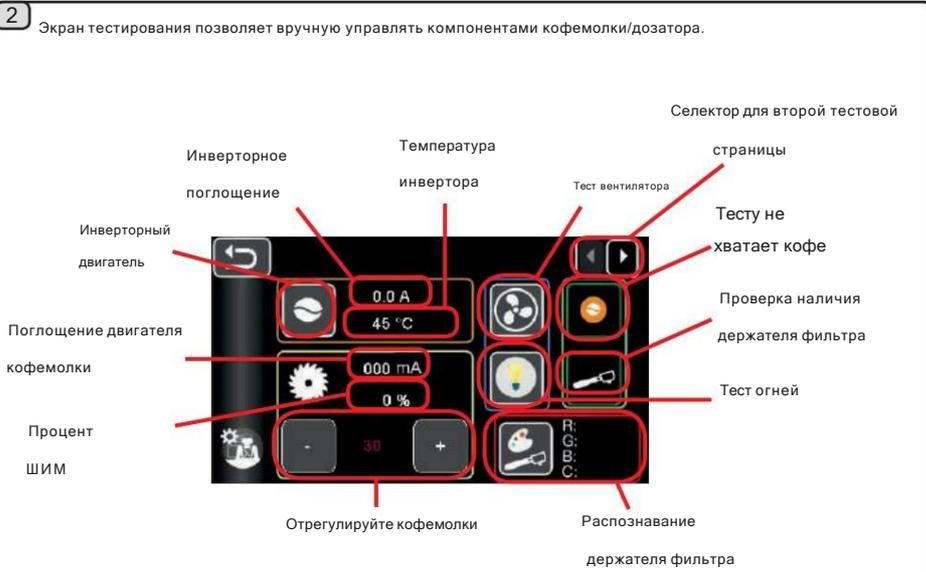 2
Экран тестирования позволяет вручную управлять компонентами кофемолки/дозатора.
Селектор для второй тестовой
страницы
Температура
инвертора
Инверторное
поглощение
Тест вентилятора
Тесту не
хватает кофе
Инверторный
двигатель
Проверка наличия
держателя фильтра
Поглощение двигателя
кофемолки
Тест огней
Процент
ШИМ
0.0 A
45 °C
000 mA
0 %
-
30
+
R:
G:
B:
C:
Отрегулируйте кофемолки
Распознавание
держателя фильтра